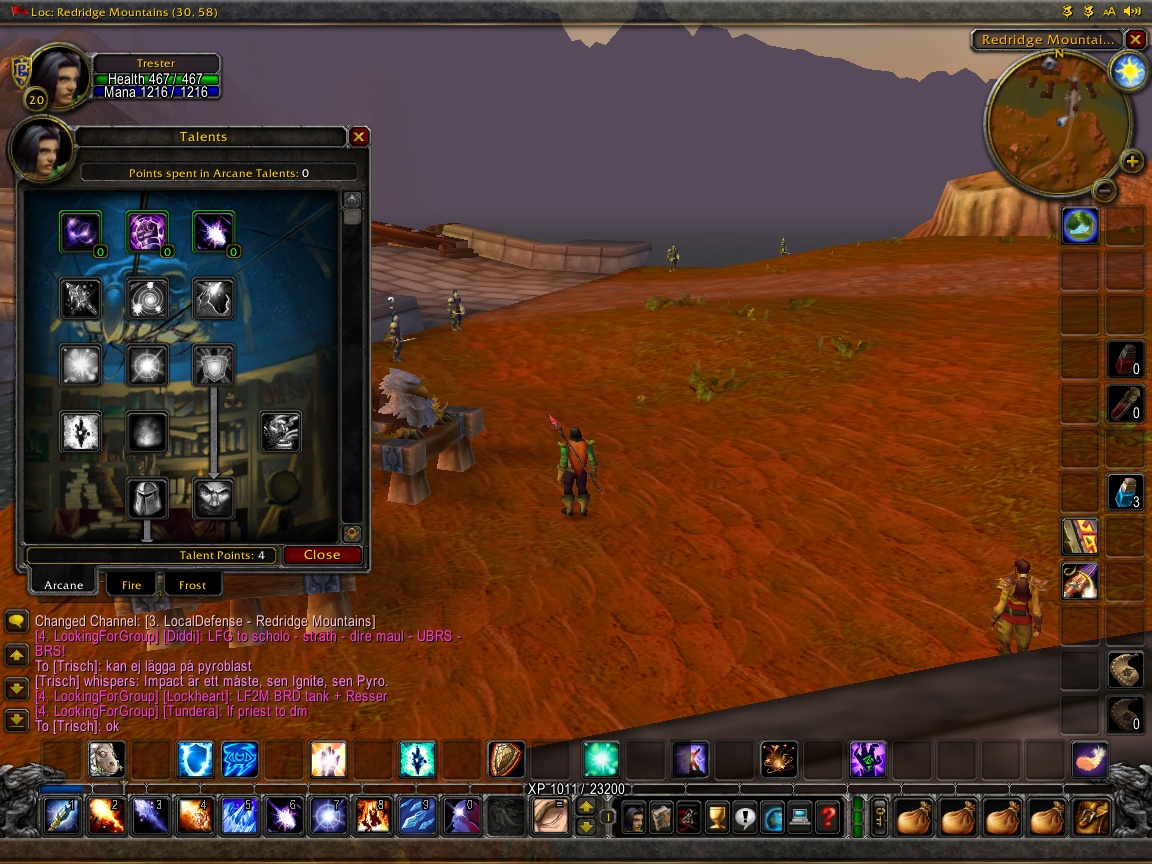 Loc: Redridge Mountains (30, 58)
Redridge Mountai...
N
Trester
Health 467 / 467
Mana 1216 / 1216
20
Talents
Points spent in Arcane Talents: 0
0
0
0
Talent Points: 4
Close
Arcane
Fire
Frost
0
0
3
0
Changed Channel: [3. LocalDefense - Redridge Mountains]
[4. LookingForGroup] [Diddi]: LFG to scholo - strath - dire maul - UBRS -
BRS!
To [Trisch]: kan ej lägga på pyroblast
[Trisch] whispers: Impact är ett måste, sen Ignite, sen Pyro.
[4. LookingForGroup] [Lockheart]: LF2M BRD tank + Resser
[4. LookingForGroup] [Tundera]: lf priest to dm
To [Trisch]: ok
XP 1011 / 23200
1
2
3
4
5
6
7
8
9
0
=
1